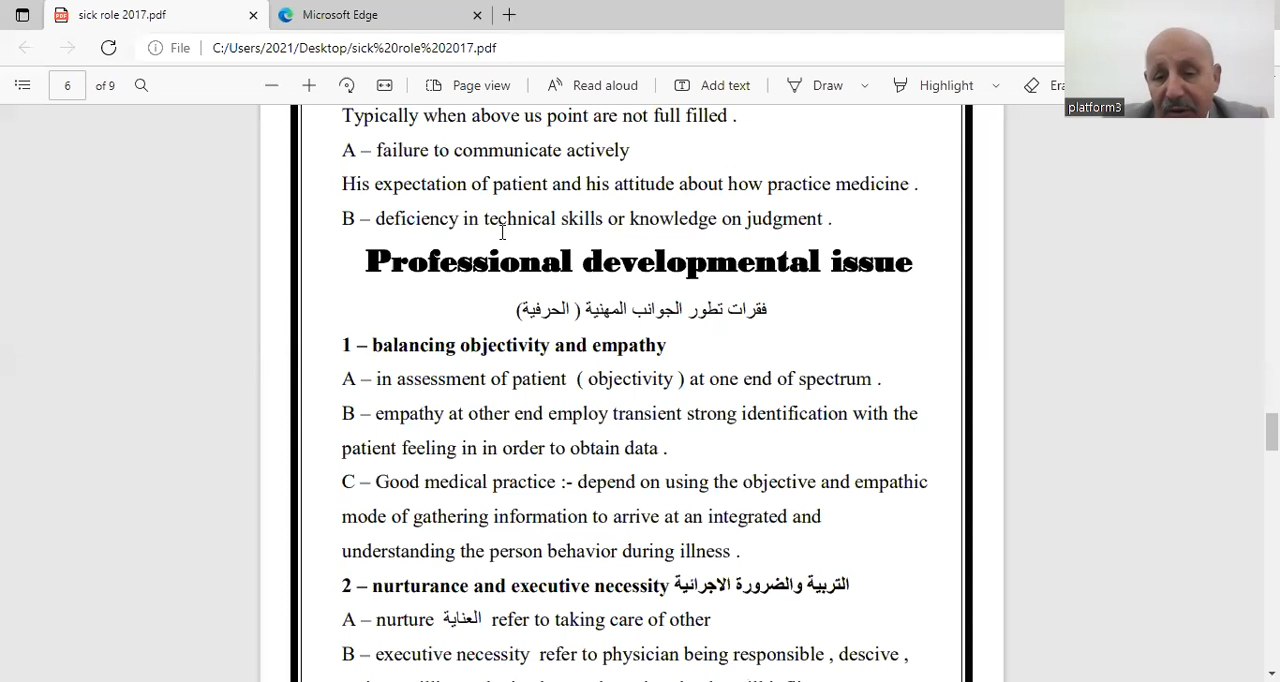 sick role 2017.pdf
Microsoft Edge
File
C:/Users/2021/Desktop/sick%20role%202017.pdf
6
of 9
Page view
Read aloud
Add text
Draw
Highlight
Era
platform3
Typically when above us point are not full filled .
A – failure to communicate actively
His expectation of patient and his attitude about how practice medicine .
B – deficiency in technical skills or knowledge on judgment .
Professional developmental issue
فقرات تطور الجوانب المهنية ( الحرفية)
1 – balancing objectivity and empathy
A – in assessment of patient ( objectivity ) at one end of spectrum .
B – empathy at other end employ transient strong identification with the
patient feeling in in order to obtain data .
C – Good medical practice :- depend on using the objective and empathic
mode of gathering information to arrive at an integrated and
understanding the person behavior during illness .
2 – nurturance and executive necessity التربية والضرورة الاجرائية
A – nurture العناية refer to taking care of other
B – executive necessity refer to physician being responsible , descive ,